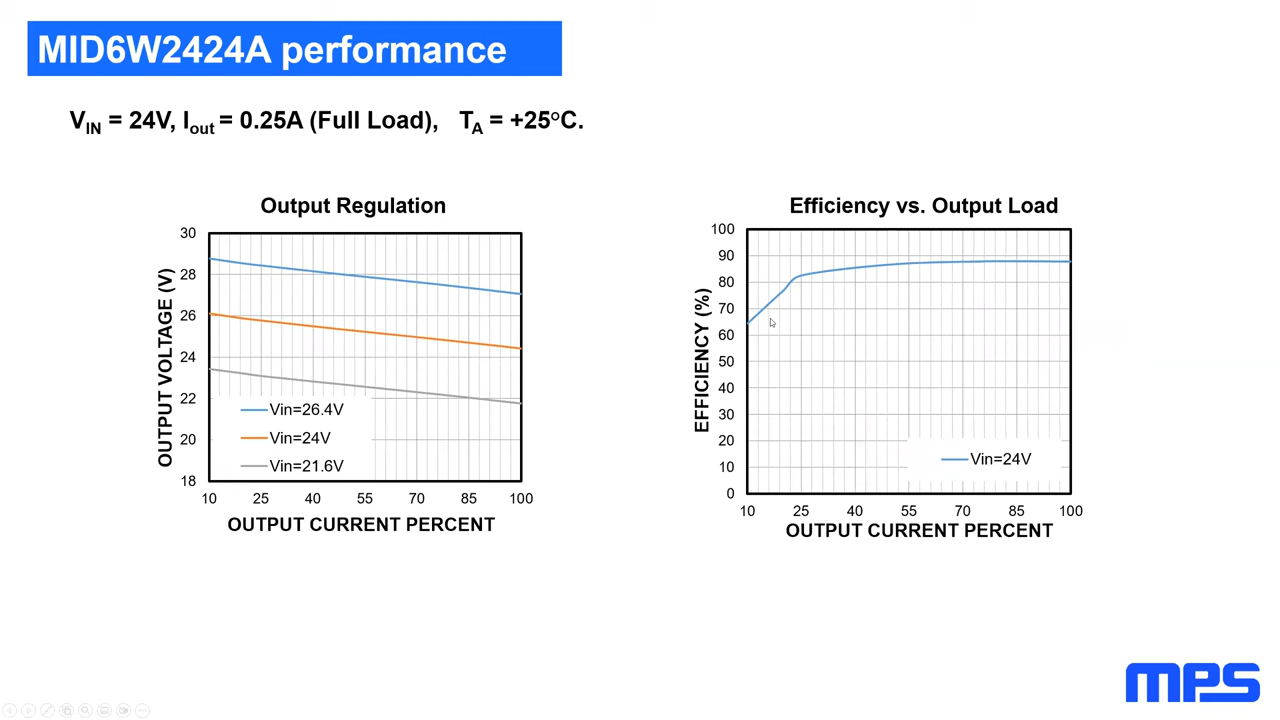 MID6W2424A performance
VIN = 24V, Iout = 0.25A (Full Load), TA = +25°C.
Output Regulation
OUTPUT VOLTAGE (V)
30
28
26
24
22
20
18
Vin=26.4V
Vin=24V
Vin=21.6V
10 25 40 55 70 85 100
OUTPUT CURRENT PERCENT
Efficiency vs. Output Load
EFFICIENCY (%)
100
90
80
70
60
50
40
30
20
10
0
Vin=24V
10 25 40 55 70 85 100
OUTPUT CURRENT PERCENT
mps